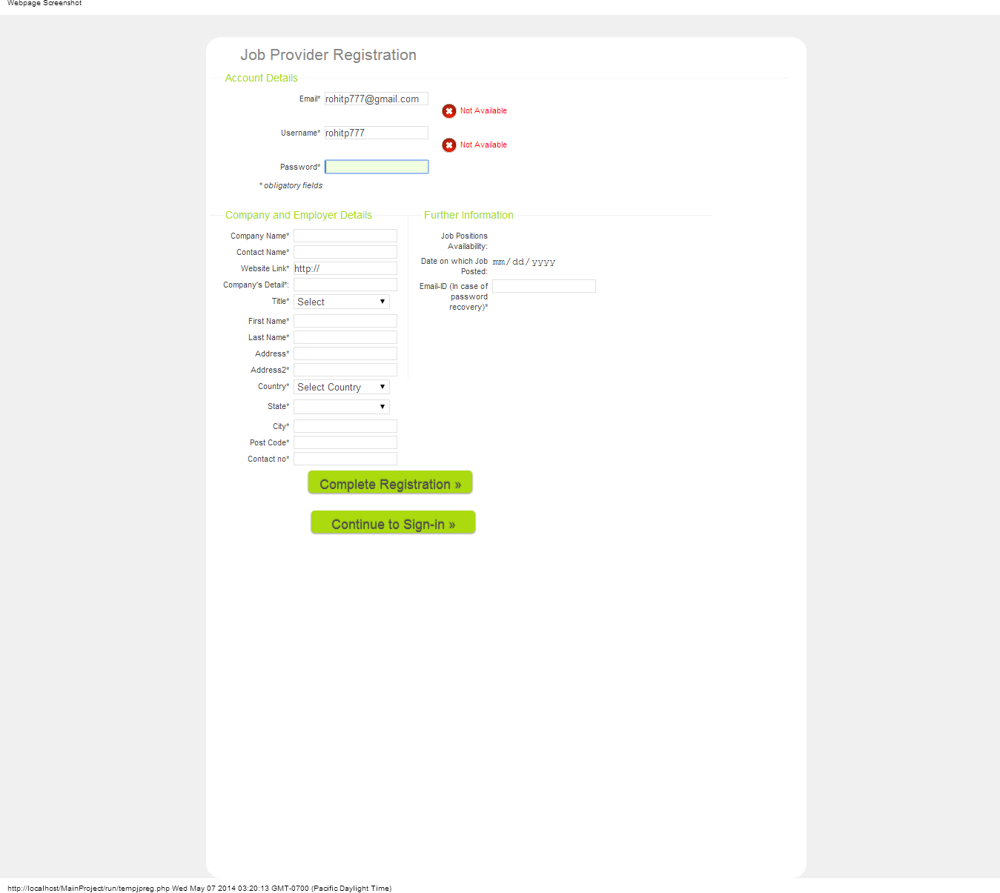 Webpage Screenshot
Job Provider Registration
Account Details
Email* rohitp777@gmail.com
Not Available
Username* rohitp777
Not Available
Password*
* obligatory fields
Company and Employer Details
Company Name*
Contact Name*
Website Link* http://
Company's Detail*:
Title* Select
First Name*
Last Name*
Address*
Address2*
Country* Select Country
State*
City*
Post Code*
Contact no*
Further Information
Job Positions
Availability:
Date on which Job mm/dd/yyyy
Posted:
Email-ID (In case of
password
recovery)*
Complete Registration »
Continue to Sign-in »
http://localhost/MainProject/run/tempjpreg.php Wed May 07 2014 03:20:13 GMT-0700 (Pacific Daylight Time)